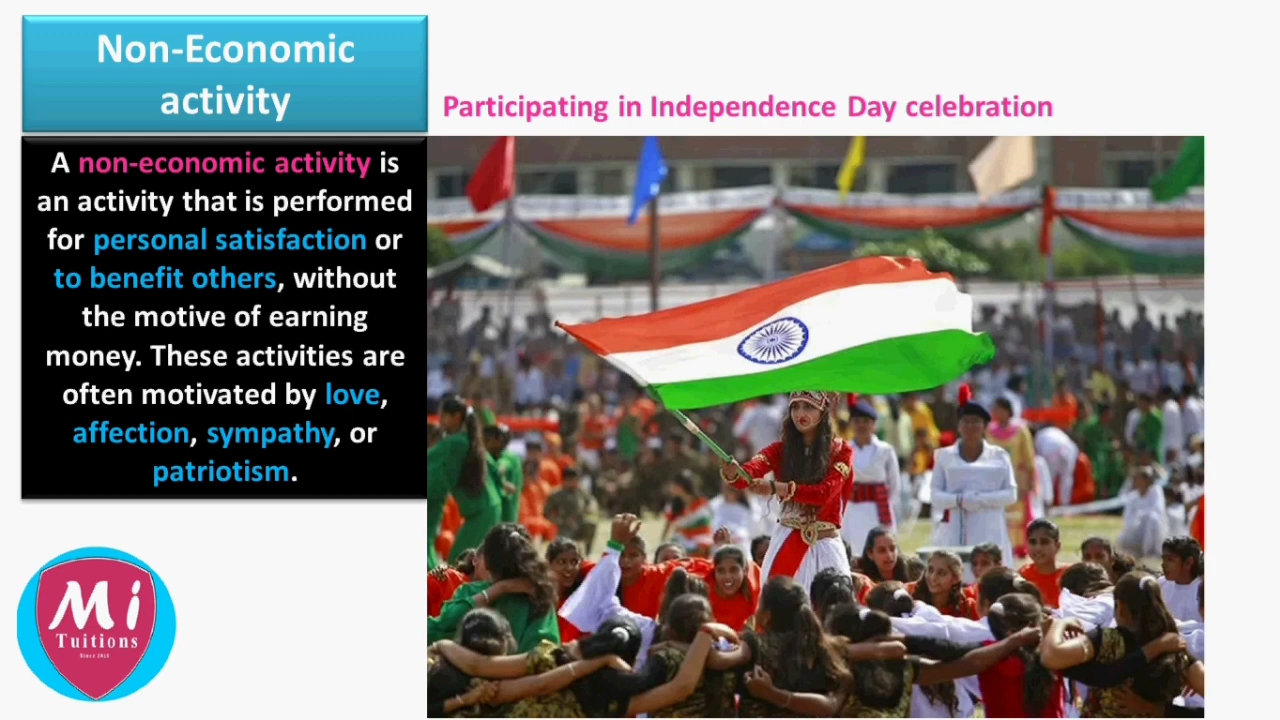 Non-Economic
activity
Participating in Independence Day celebration
A non-economic activity is
an activity that is performed
for personal satisfaction or
to benefit others, without
the motive of earning
money. These activities are
often motivated by love,
affection, sympathy, or
patriotism.
Mi
Tuitions